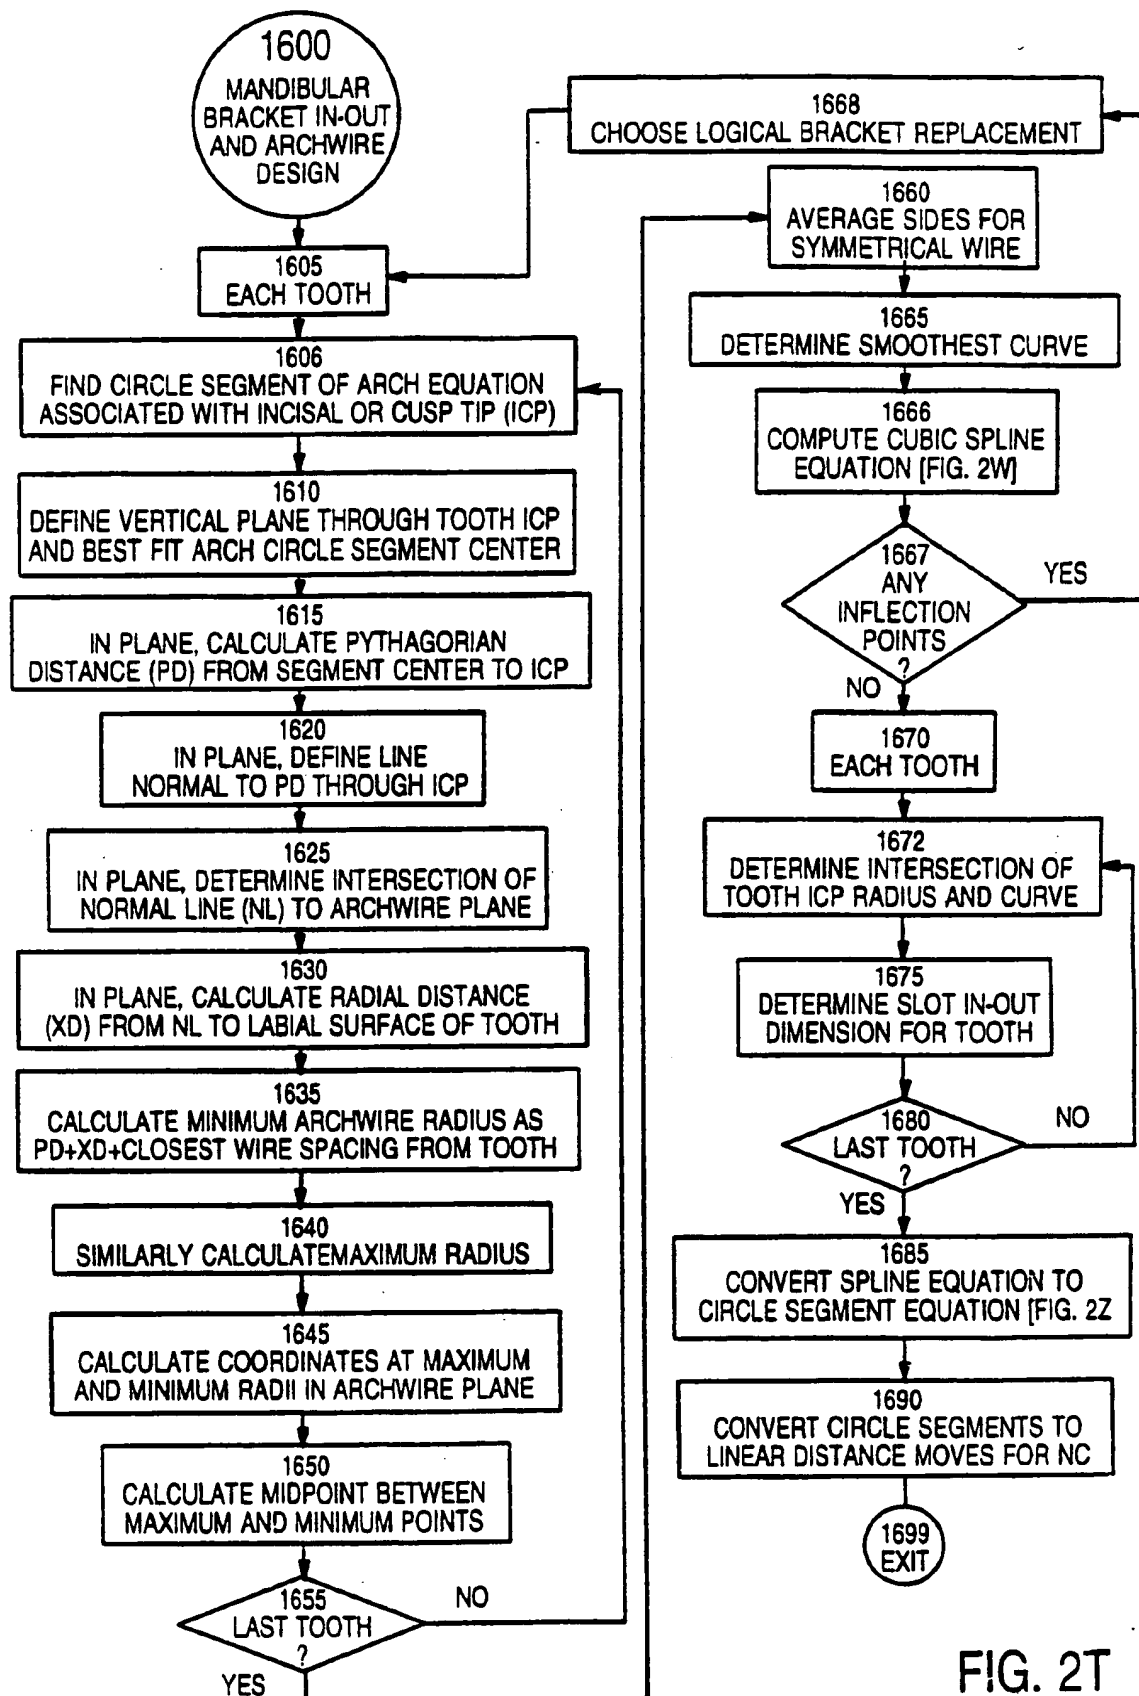 1600
MANDIBULAR
BRACKET IN-OUT
AND ARCHWIRE
DESIGN
1605
EACH TOOTH
1606
FIND CIRCLE SEGMENT OF ARCH EQUATION
ASSOCIATED WITH INCISAL OR CUSP TIP (ICP)
1610
DEFINE VERTICAL PLANE THROUGH TOOTH ICP
AND BEST FIT ARCH CIRCLE SEGMENT CENTER
1615
IN PLANE, CALCULATE PYTHAGORIAN
DISTANCE (PD) FROM SEGMENT CENTER TO ICP
1620
IN PLANE, DEFINE LINE
NORMAL TO PD THROUGH ICP
1625
IN PLANE, DETERMINE INTERSECTION OF
NORMAL LINE (NL) TO ARCHWIRE PLANE
1630
IN PLANE, CALCULATE RADIAL DISTANCE
(XD) FROM NL TO LABIAL SURFACE OF TOOTH
1635
CALCULATE MINIMUM ARCHWIRE RADIUS AS
PD+XD+CLOSEST WIRE SPACING FROM TOOTH
1640
SIMILARLY CALCULATEMAXIMUM RADIUS
1645
CALCULATE COORDINATES AT MAXIMUM
AND MINIMUM RADII IN ARCHWIRE PLANE
1650
CALCULATE MIDPOINT BETWEEN
MAXIMUM AND MINIMUM POINTS
1655
LAST TOOTH
?
NO
YES
1668
CHOOSE LOGICAL BRACKET REPLACEMENT
1660
AVERAGE SIDES FOR
SYMMETRICAL WIRE
1665
DETERMINE SMOOTHEST CURVE
1666
COMPUTE CUBIC SPLINE
EQUATION [FIG. 2W]
1667
ANY
INFLECTION
POINTS
?
YES
NO
1670
EACH TOOTH
1672
DETERMINE INTERSECTION OF
TOOTH ICP RADIUS AND CURVE
1675
DETERMINE SLOT IN-OUT
DIMENSION FOR TOOTH
1680
LAST TOOTH
?
NO
YES
1685
CONVERT SPLINE EQUATION TO
CIRCLE SEGMENT EQUATION [FIG. 2Z
1690
CONVERT CIRCLE SEGMENTS TO
LINEAR DISTANCE MOVES FOR NC
1699
EXIT
FIG. 2T